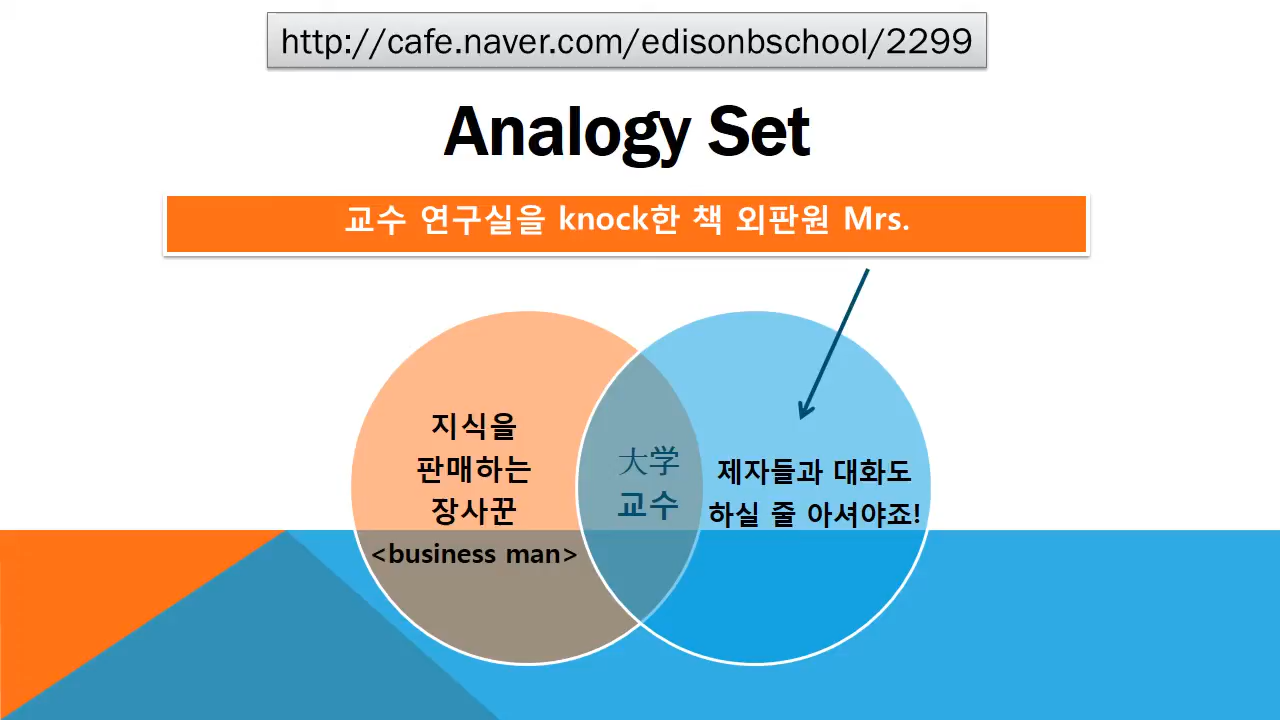 http://cafe.naver.com/edisonbschool/2299
Analogy Set
교수 연구실을 knock한 책 외판원 Mrs.
지식을
판매하는
장사꾼
<business man>
大学
교수
제자들과 대화도
하실 줄 아셔야죠!